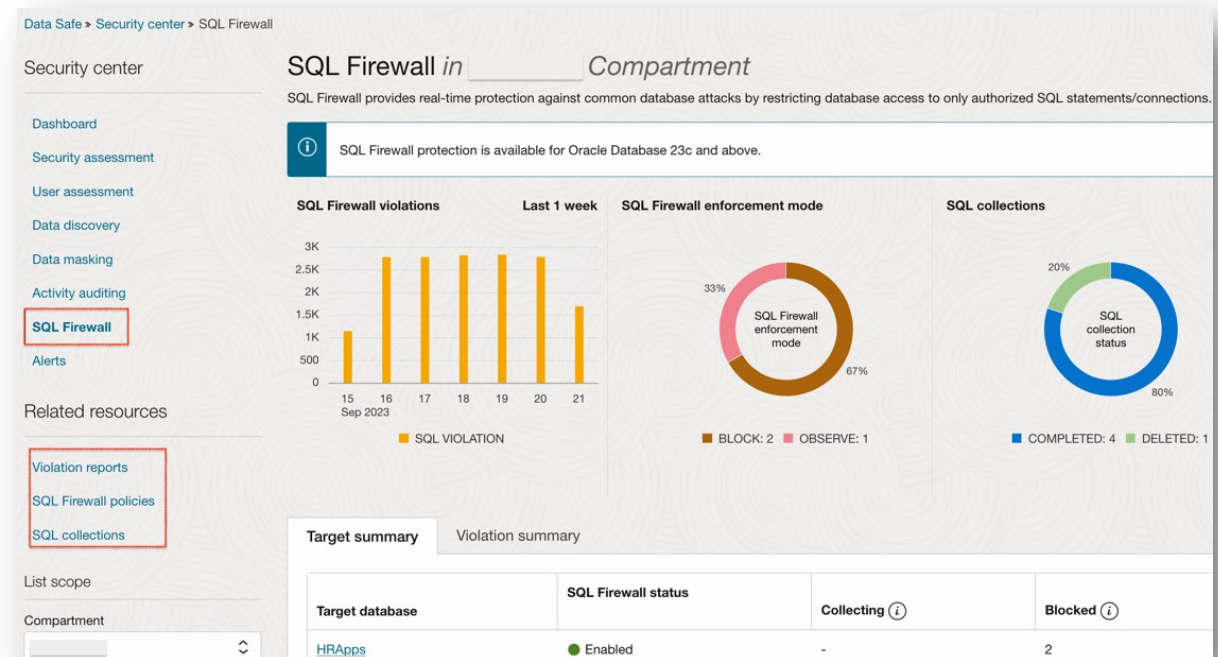 Data Safe » Security center » SQL Firewall
Security center
Dashboard
Security assessment
User assessment
Data discovery
Data masking
Activity auditing
SQL Firewall
Alerts
Related resources
Violation reports
SQL Firewall policies
SQL collections
List scope
Compartment
SQL Firewall in Compartment
SQL Firewall provides real-time protection against common database attacks by restricting database access to only authorized SQL statements/connections.
SQL Firewall protection is available for Oracle Database 23c and above.
SQL Firewall violations Last 1 week
3K
2.5K
2K
1.5K
1K
500
0
15 16 17 18 19 20 21
Sep 2023
SQL VIOLATION
SQL Firewall enforcement mode
33%
SQL Firewall
enforcement
mode
67%
BLOCK: 2 OBSERVE: 1
SQL collections
20%
SQL
collection
status
80%
COMPLETED: 4 DELETED: 1
Target summary Violation summary
Target database SQL Firewall status Collecting Blocked
HRApps Enabled - 2